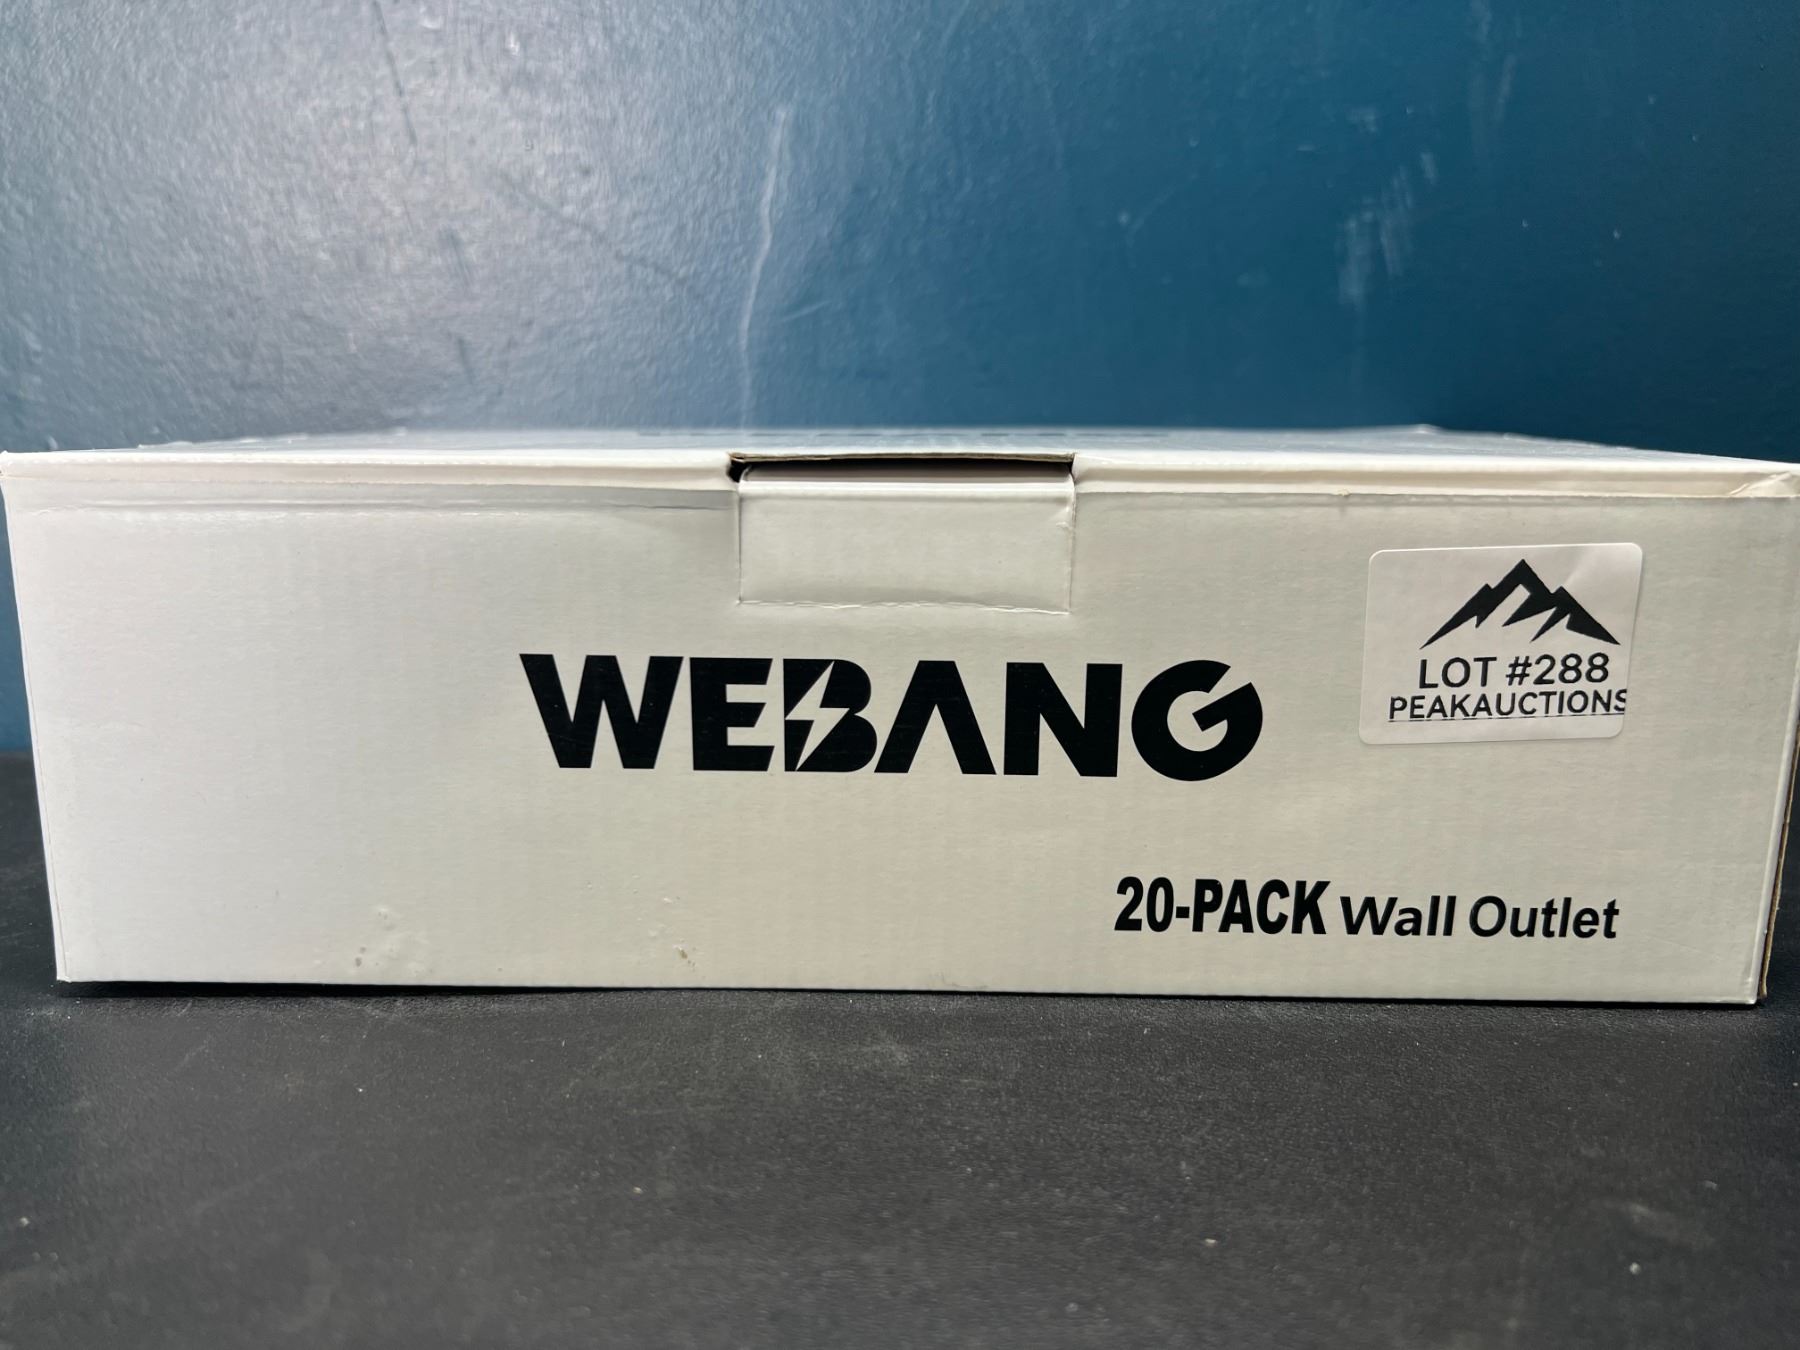 WEBANG
LOT #288
PEAKAUCTIONS
20-PACK Wall Outlet